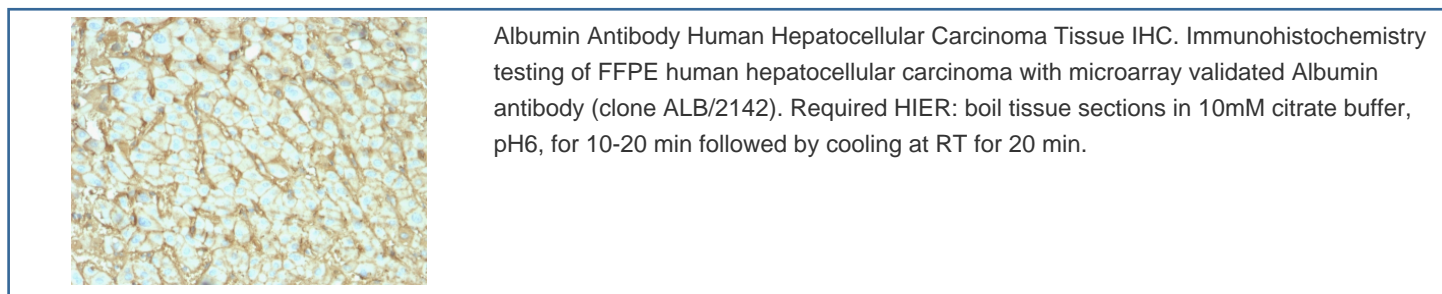 Albumin Antibody Human Hepatocellular Carcinoma Tissue IHC. Immunohistochemistry
testing of FFPE human hepatocellular carcinoma with microarray validated Albumin
antibody (clone ALB/2142). Required HIER: boil tissue sections in 10mM citrate buffer,
pH6, for 10-20 min followed by cooling at RT for 20 min.